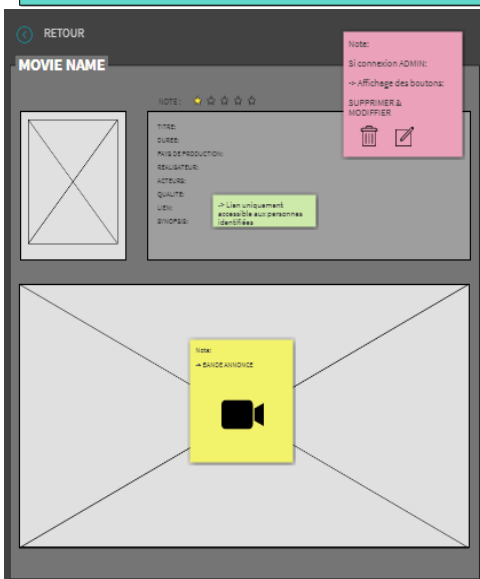 RETOUR
MOVIE NAME
Note:
Si connexion ADMIN:
-> Affichage des boutons:
SUPPRIMER &
MODIFFIER
NOTE:
TITRE:
DUREE:
PAYS DE PRODUCTION:
REALISATEUR:
ACTEURS:
QUALITE:
LIEN:
SYNOPSIS:
-> Lien uniquement
accessible aux personnes
identifiées
Note:
-> BANDE ANNONCE